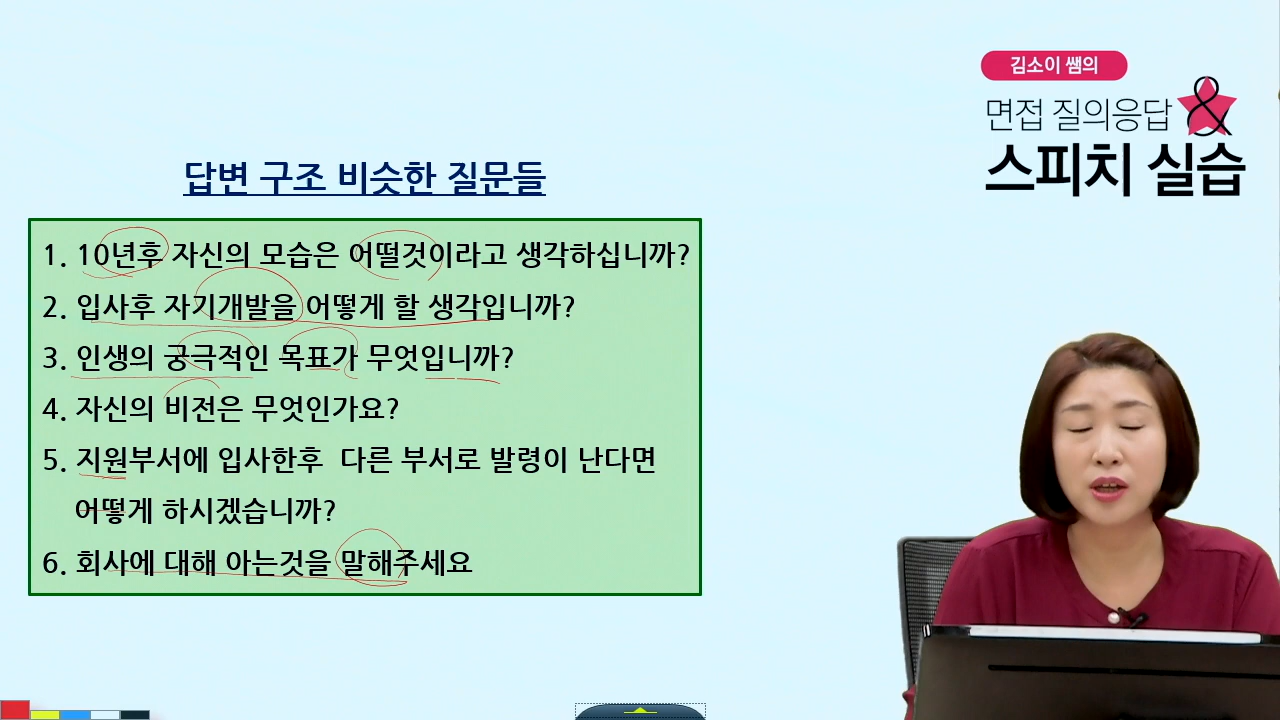 김소이 쌤의
면접 질의응답 &
스피치 실습
답변 구조 비슷한 질문들
1. 10년후 자신의 모습은 어떨것이라고 생각하십니까?
2. 입사후 자기개발을 어떻게 할 생각입니까?
3. 인생의 궁극적인 목표가 무엇입니까?
4. 자신의 비전은 무엇인가요?
5. 지원부서에 입사한후 다른 부서로 발령이 난다면
어떻게 하시겠습니까?
6. 회사에 대해 아는것을 말해주세요